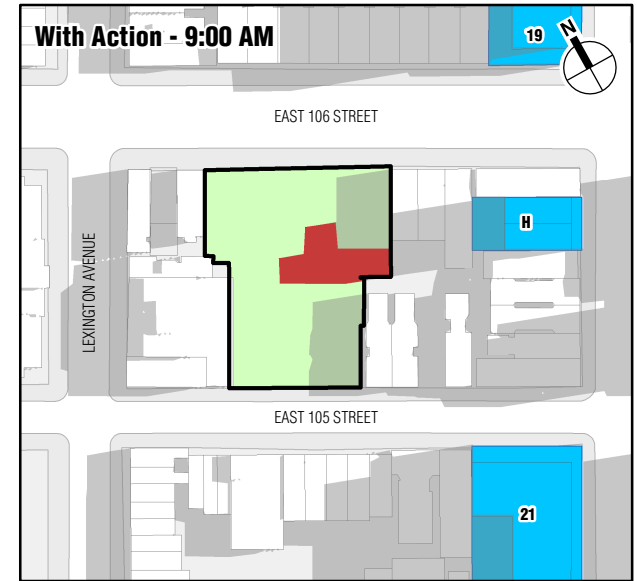 With Action - 9:00 AM
19
N
EAST 106 STREET
H
LEXINGTON AVENUE
EAST 105 STREET
21